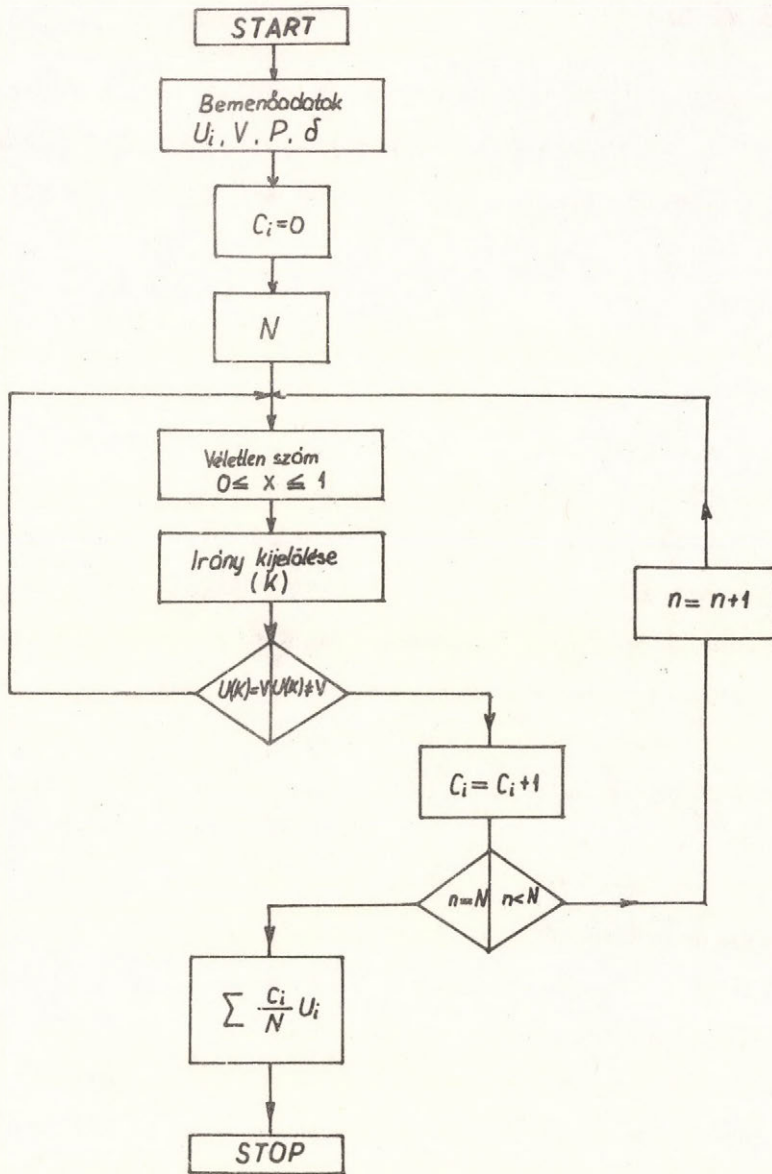 START
Bemenőadatok
Ui, V, P, δ
Ci=0
N
Véletlen szám
0≤ x ≤ 1
Irány kijelölése
(k)
U(k)=V U(k)≠V
n= n+1
Ci= Ci+1
n=N n<N
∑ Ci/N Ui
STOP